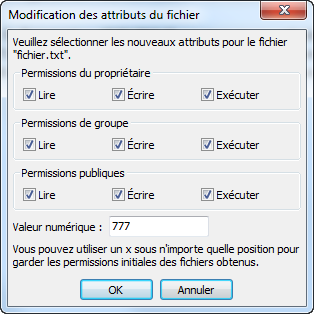 Modification des attributs du fichier
Veuillez sélectionner les nouveaux attributs pour le fichier
"fichier.txt".
Permissions du propriétaire
Lire Écrire Exécuter
Permissions de groupe
Lire Écrire Exécuter
Permissions publiques
Lire Écrire Exécuter
Valeur numérique : 777
Vous pouvez utiliser un x sous n'importe quelle position pour
garder les permissions initiales des fichiers obtenus.
OK Annuler